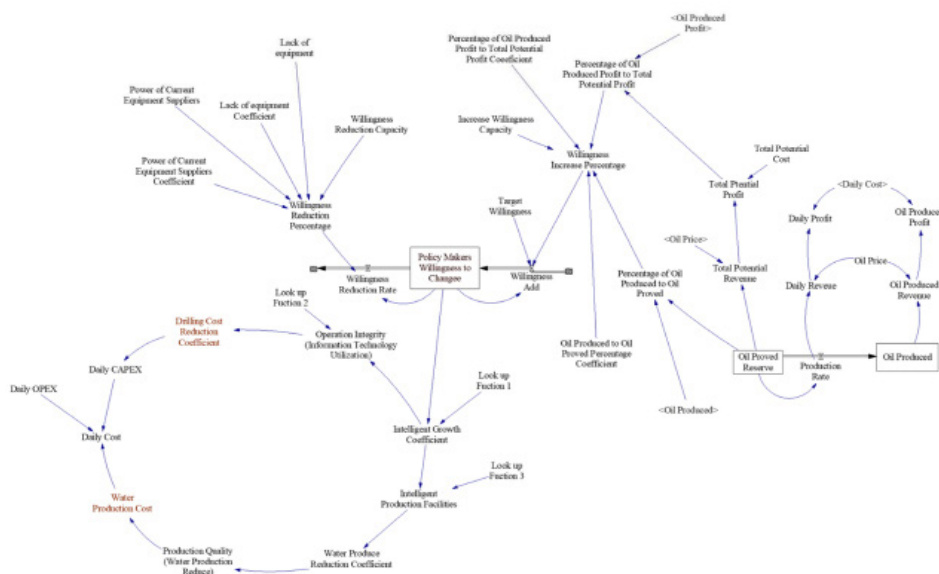 <Oil Produced
Profit>
Lack of
equipment
Percentage of Oil Produced
Profit to Total Potential
Profit Coeefficient
Percentage of Oil
Produced Profit to Total
Potential Profit
Power of Current
Equipment Suppliers
Lack of equipment
Coefficient
Willingness
Reduction Capacity
Increase Willingness
Capacity
Willingness
Increase Percentage
Total Potential
Cost
Power of Current
Equipment Suppliers
Coefficient
Willingness
Reduction
Percentage
Target
Willingness
Total Ptential
Profit
<Daily Cost>
Daily Profit
Oil Produced
Profit
<Oil Price>
Policy Makers
Willingness to
Changee
Willingness
Reduction Rate
Willingness
Add
Percentage of Oil
Produced to Oil
Proved
Total Potential
Revenue
Oil Price
Daily Reveue
Oil Produced
Revenue
Look up
Fuction 2
Drilling Cost
Reduction
Coefficient
Operation Integrity
(Information Technology
Utilization)
Oil Produced to Oil
Proved Percentage
Coefficient
Oil Proved
Reserve
Production
Rate
Oil Produced
Daily CAPEX
Daily OPEX
Look up
Fuction 1
<Oil Produced>
Daily Cost
Intelligent Growth
Coefficient
Look up
Fuction 3
Water
Production Cost
Intelligent
Production Facilities
Production Quality
(Water Production
Reduce)
Water Produce
Reduction Coefficient